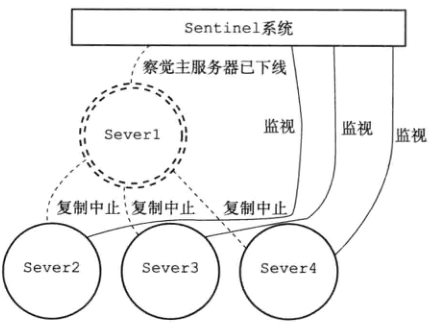 Sentinel系统
察觉主服务器已下线
Sever1
监视
监视
监视
复制中止
复制中止
复制中止
Sever2
Sever3
Sever4